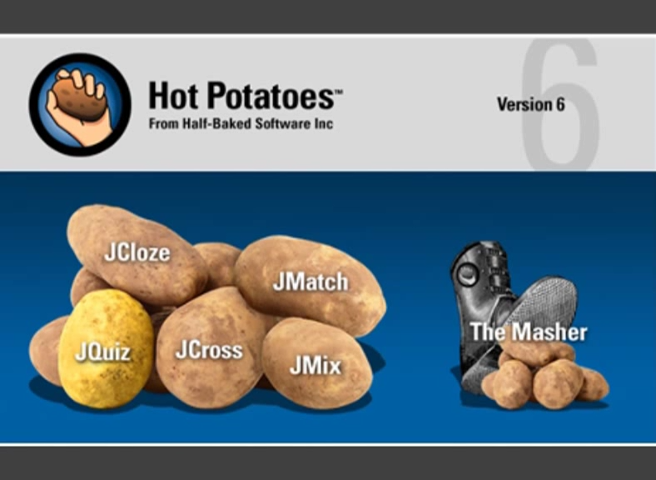 Hot Potatoes™
From Half-Baked Software Inc
Version 6
6
JCloze
JMatch
JQuiz
JCross
JMix
The Masher